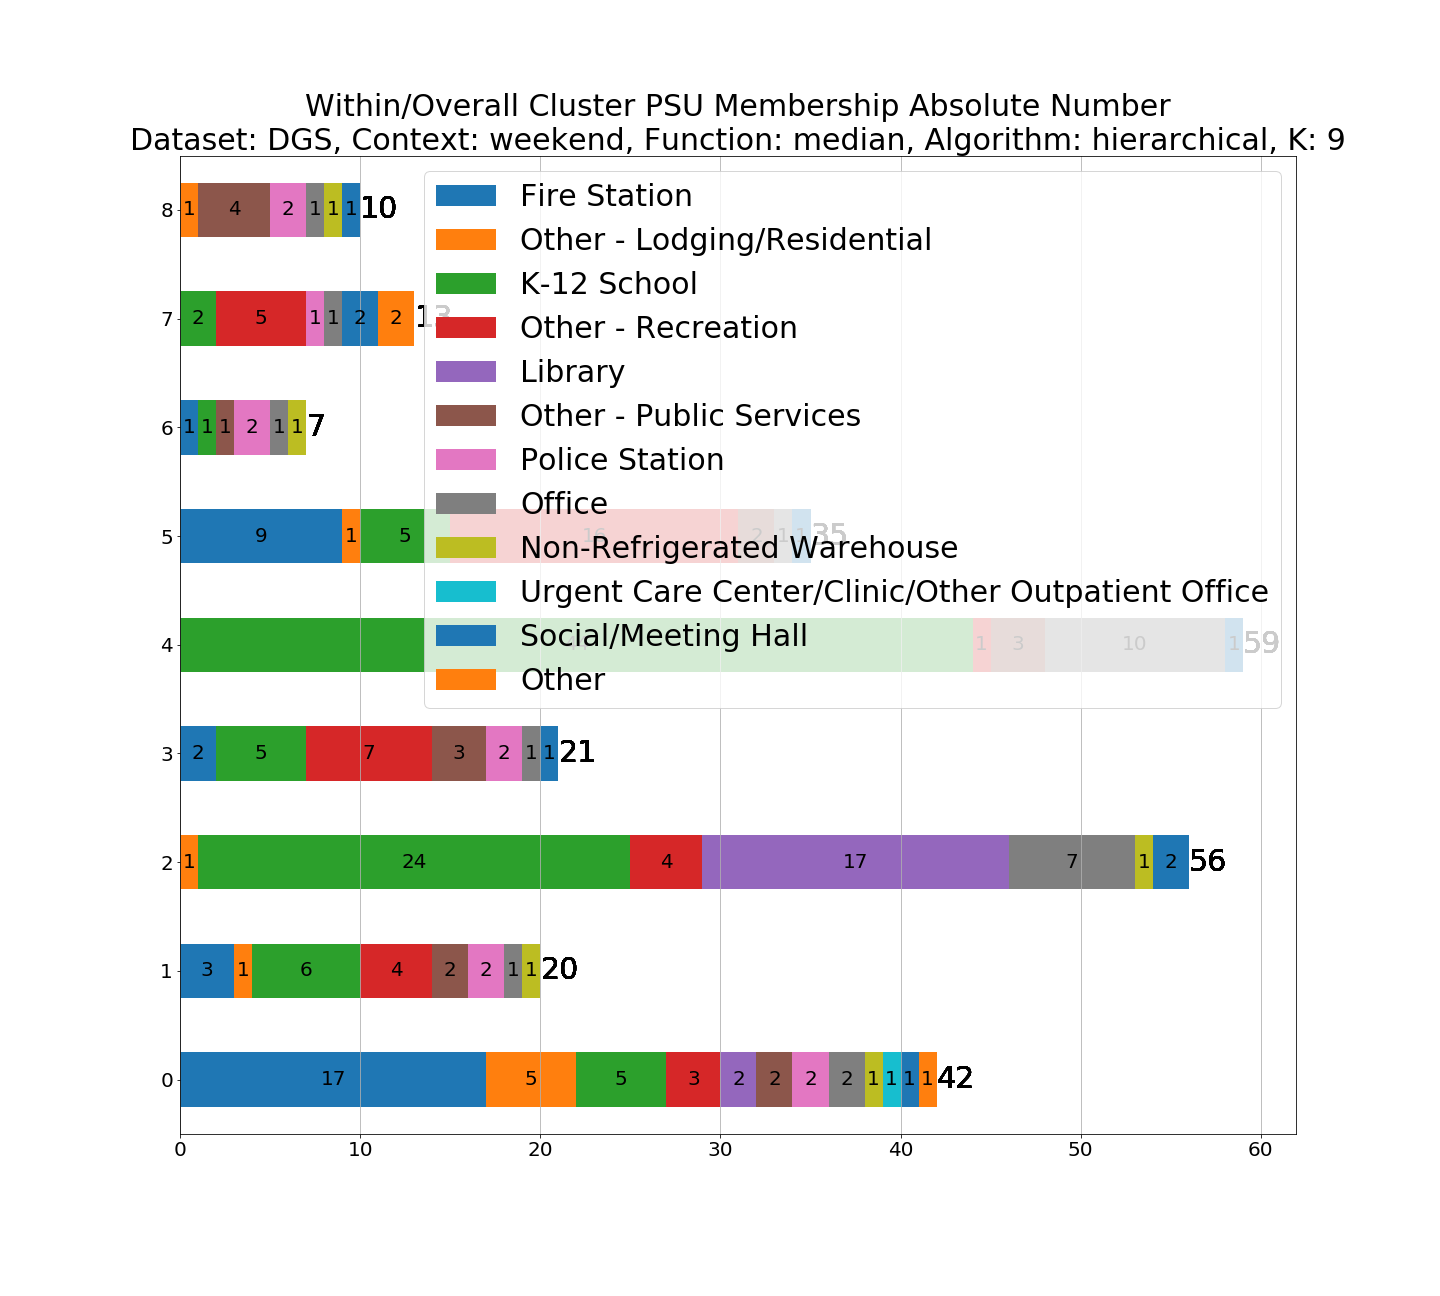 Within/Overall Cluster PSU Membership Absolute Number
Dataset: DGS, Context: weekend, Function: median, Algorithm: hierarchical, K: 9
8 1 4 2 1 1 1 10
Fire Station
Other - Lodging/Residential
K-12 School
7 2 5 1 1 2 2 13
Other - Recreation
Library
Other - Public Services
6 1 1 1 2 1 1 7
Police Station
Office
5 9 1 5 16 2 1 1 35
Non-Refrigerated Warehouse
Urgent Care Center/Clinic/Other Outpatient Office
Social/Meeting Hall
4 44 1 3 10 1 59
Other
3 2 5 7 3 2 1 1 21
2 1 24 4 17 7 1 2 56
1 3 1 6 4 2 2 1 1 20
0 17 5 5 3 2 2 2 2 1 1 1 1 42
0 10 20 30 40 50 60